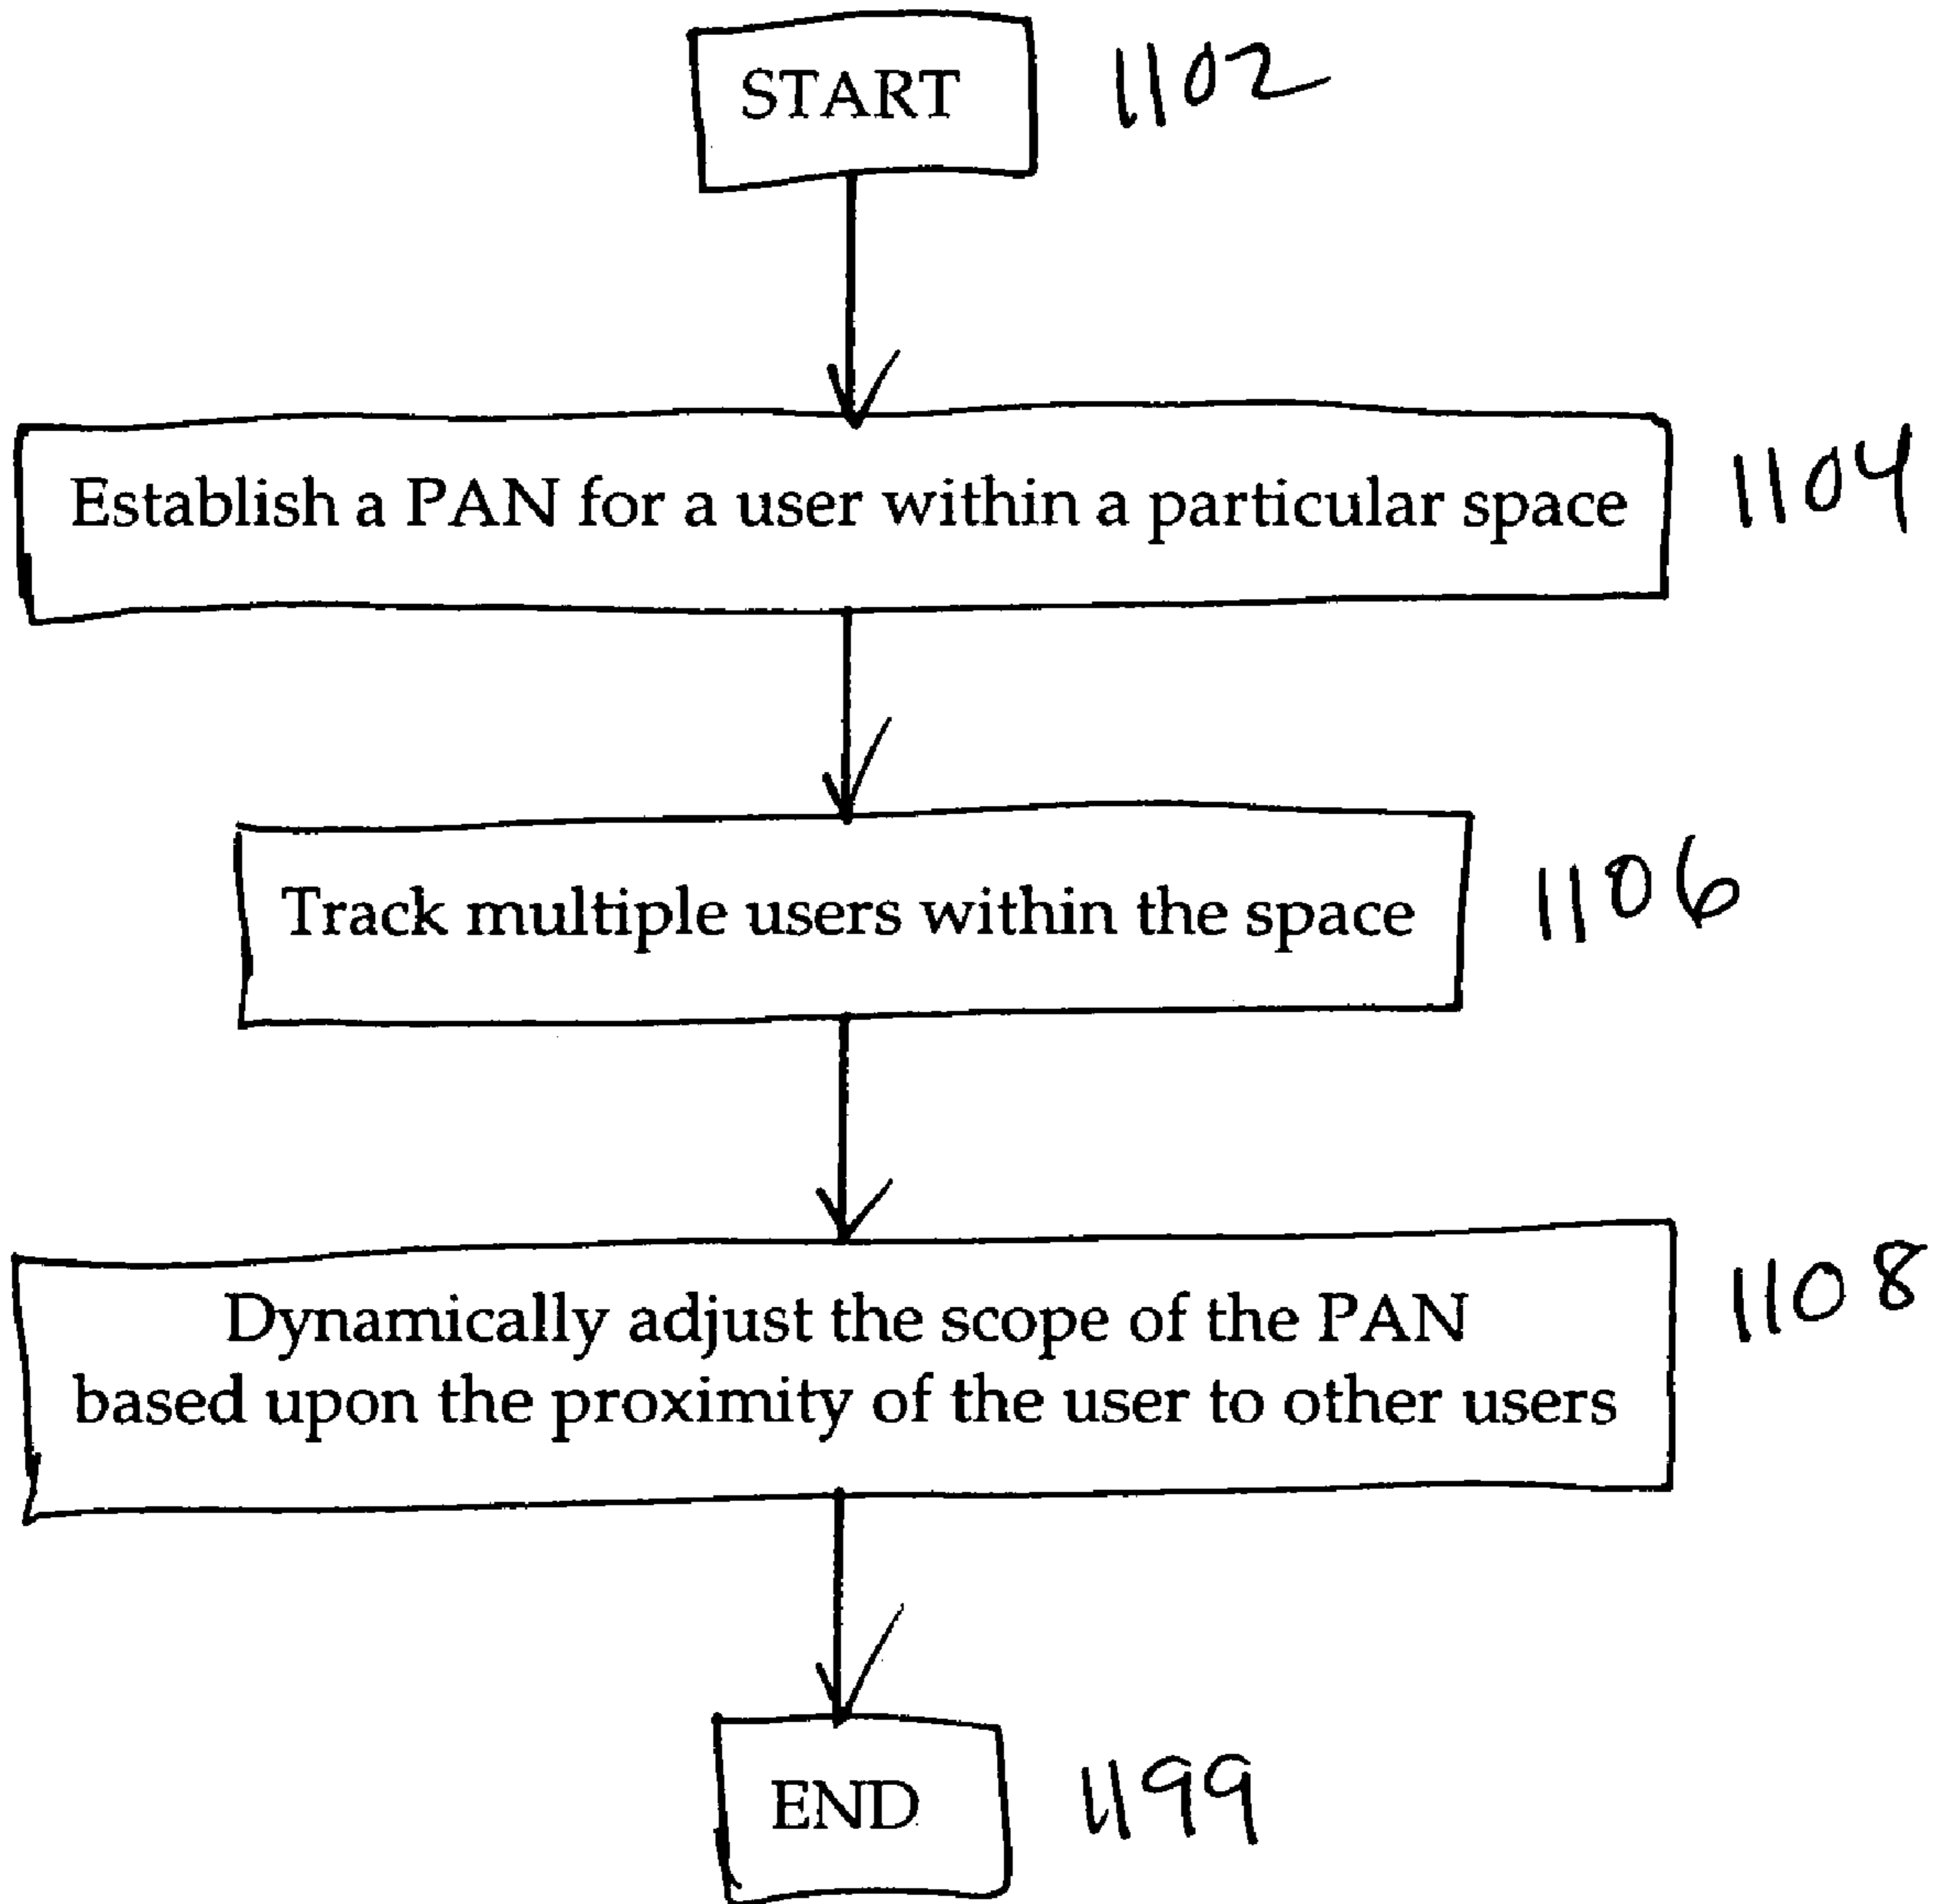 START 1102
Establish a PAN for a user within a particular space 1104
Track multiple users within the space 1106
Dynamically adjust the scope of the PAN 1108
based upon the proximity of the user to other users
END 1199